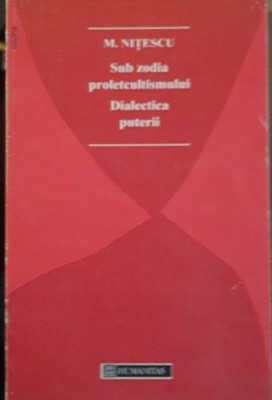 M. NIȚESCU
Sub zodia
proletcultismului
Dialectica
puterii
HUMANITAS